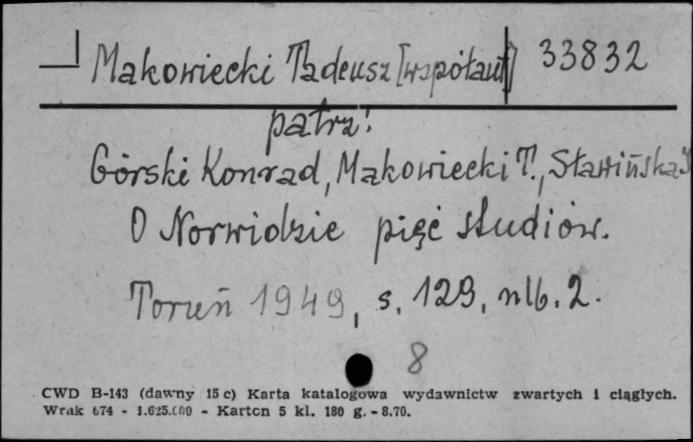 Makowiecki Tadeusz [współaut] 33832
patrz:
Górski Konrad, Makowiecki T., Sławińska
O Norwidzie pięć studiów.
Toruń 1949, s. 129, nlb. 2.
8
CWD B-143 (dawny 15 c) Karta katalogowa wydawnictw zwartych i ciągłych.
Wrak 674 - 1.625.000 - Karton 5 kl. 180 g. - 8.70.